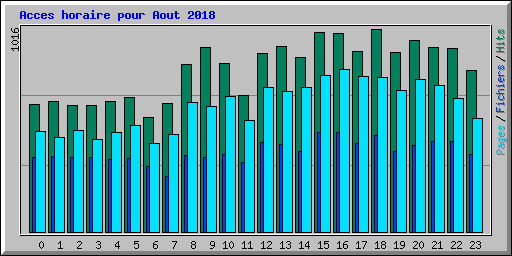 Acces horaire pour Aout 2018
1016
Pages / Fichiers / Hits
0 1 2 3 4 5 6 7 8 9 10 11 12 13 14 15 16 17 18 19 20 21 22 23